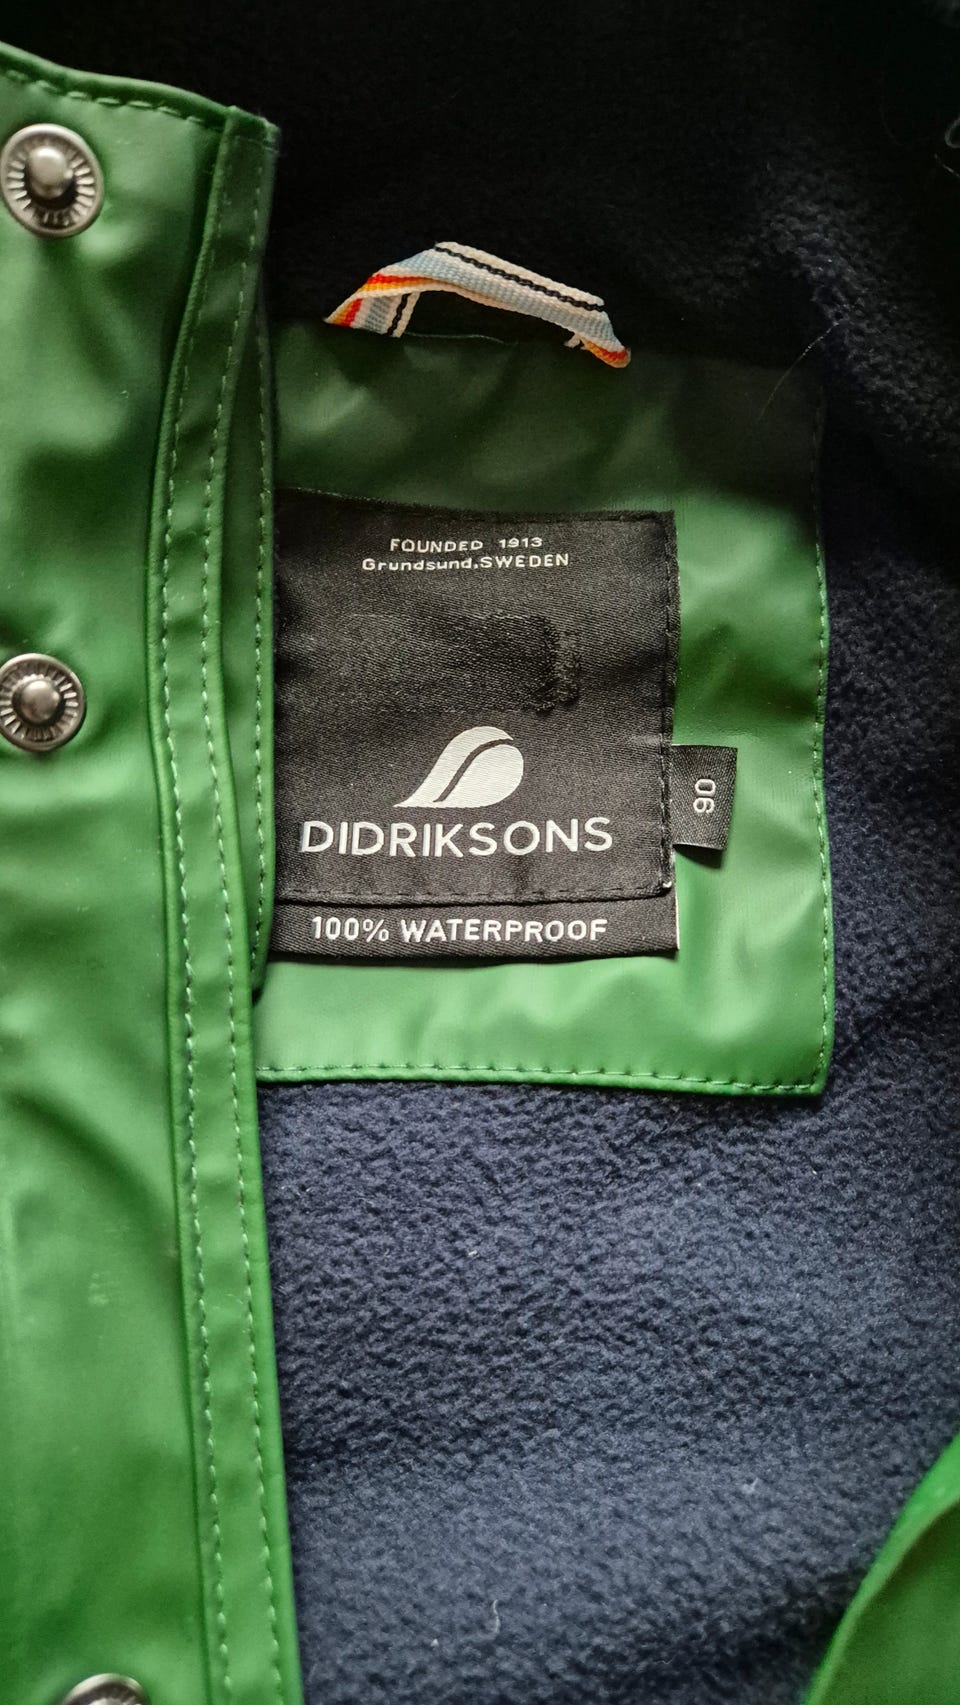 FOUNDED 1913
Grundsund, SWEDEN
DIDRIKSONS
90
100% WATERPROOF